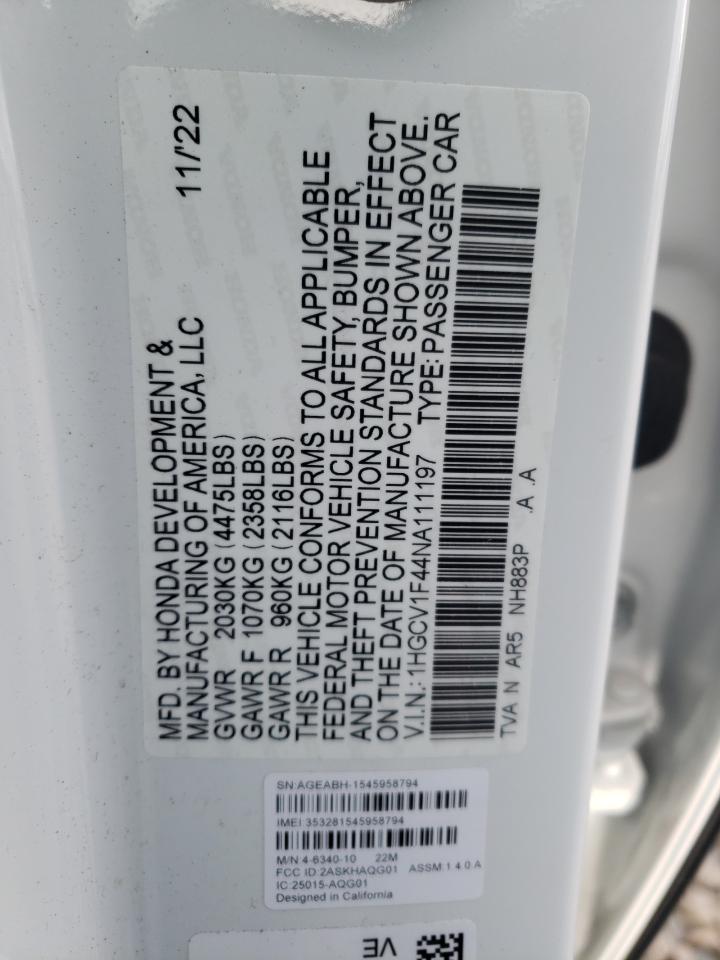 MFD. BY HONDA DEVELOPMENT &
MANUFACTURING OF AMERICA, LLC 11/'22
GVWR 2030KG (4475LBS)
GAWR F 1070KG (2358LBS)
GAWR R 960KG (2116LBS)
THIS VEHICLE CONFORMS TO ALL APPLICABLE
FEDERAL MOTOR VEHICLE SAFETY, BUMPER,
AND THEFT PREVENTION STANDARDS IN EFFECT
ON THE DATE OF MANUFACTURE SHOWN ABOVE.
V.I.N.: 1HGCV1F44NA111197 TYPE: PASSENGER CAR
TVA N AR5 NH883P .A .A
SN:AGEABH-1545958794
IMEI:353281545958794
M/N 4-6340-10 22M
FCC ID:2ASKHAQG01 ASSM:1 4.0.A
IC:25015-AQG01
Designed in California
VE